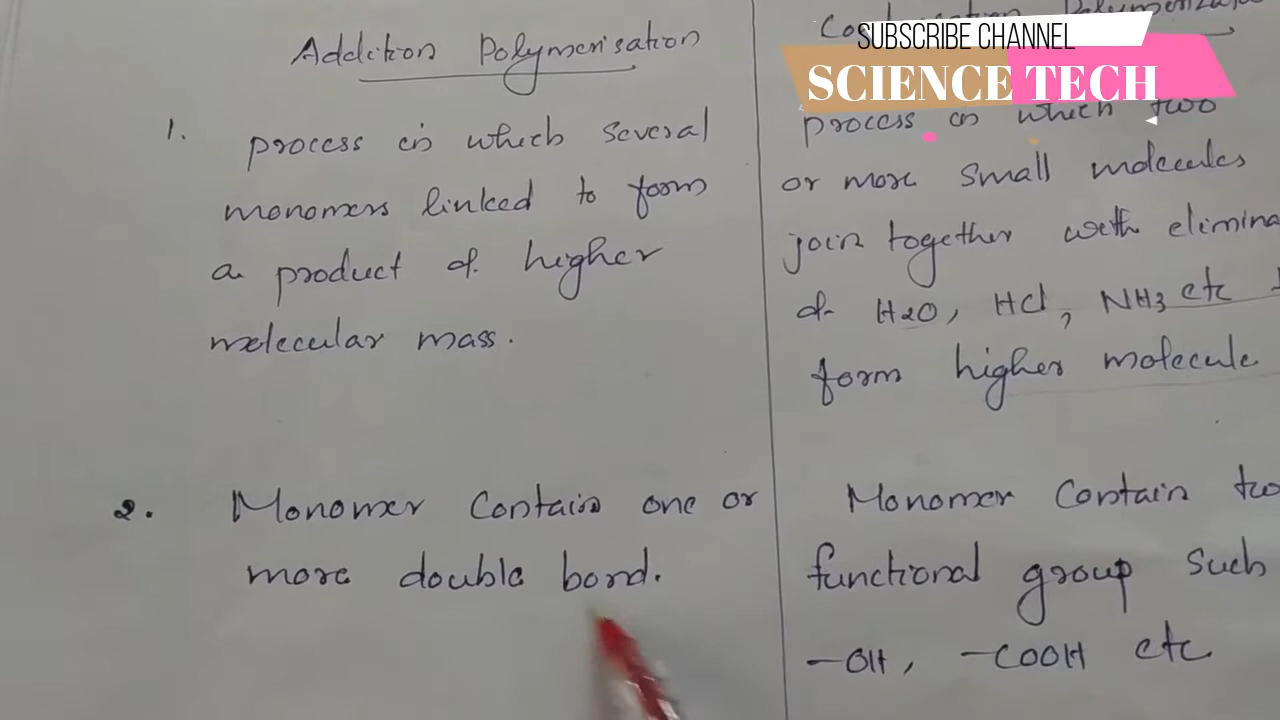 Addition Polymerisation
1. process in which several
monomers linked to form
a product of higher
molecular mass.
2. Monomer Contain one or
more double bond.
SUBSCRIBE CHANNEL
SCIENCE TECH
process in which two
or more small molecules
join together with elimina
of H2O, HCl, NH3 etc
form higher molecule
Monomer Contain two
functional group such
-OH, -COOH etc